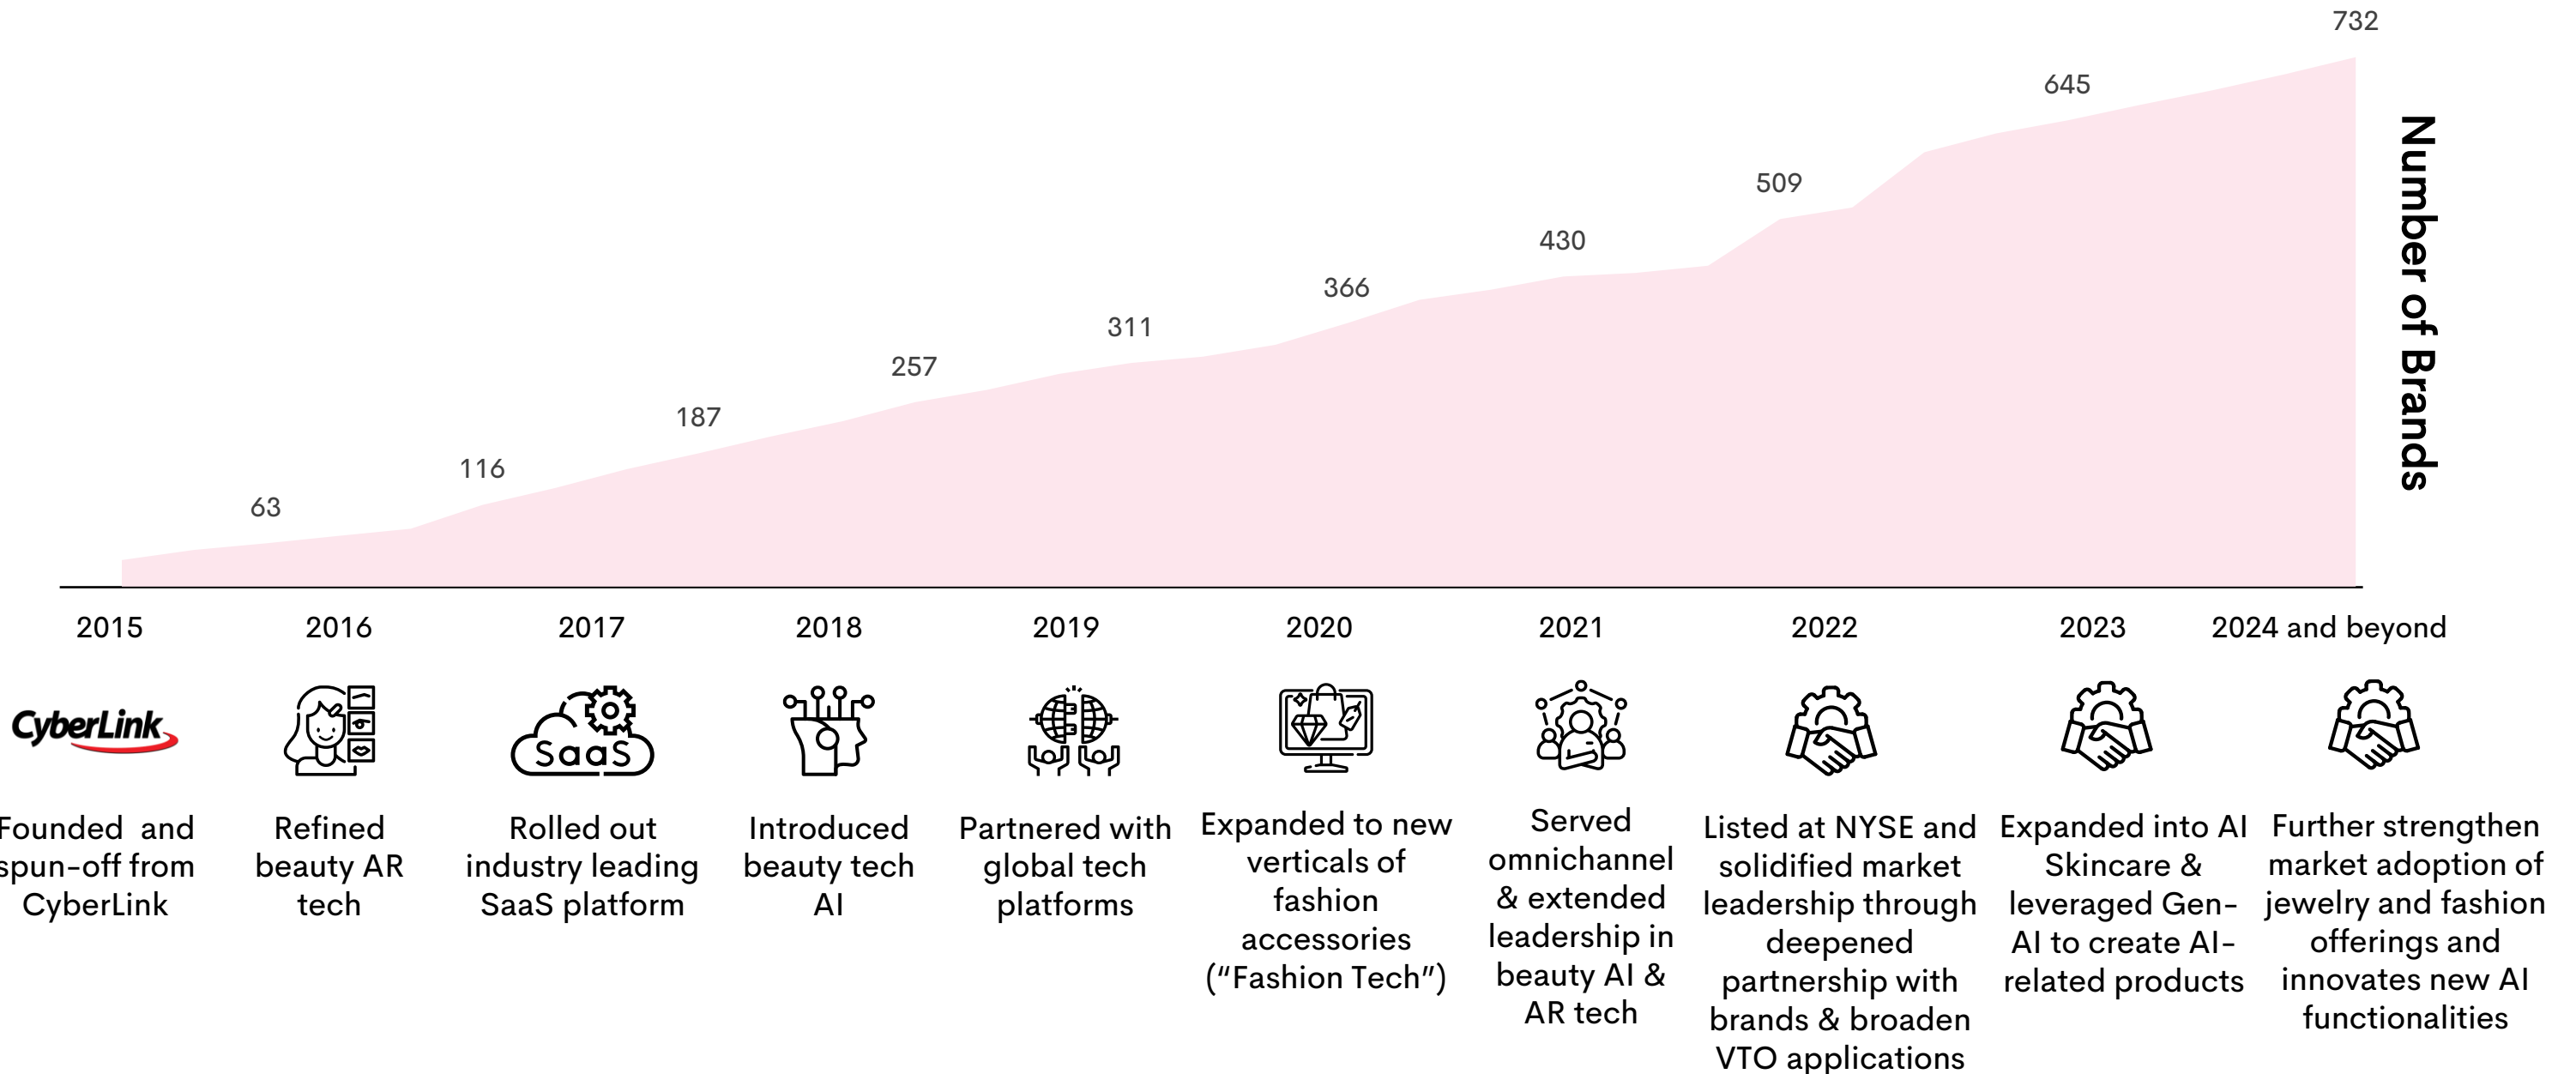 732
645
509
430
366
311
257
187
116
63
Number of Brands
2015
2016
2017
2018
2019
2020
2021
2022
2023
2024 and beyond
CyberLink
SaaS
Founded and
spun-off from
CyberLink
Refined
beauty AR
tech
Rolled out
industry leading
SaaS platform
Introduced
beauty tech
AI
Partnered with
global tech
platforms
Expanded to new
verticals of
fashion
accessories
(“Fashion Tech”)
Served
omnichannel
& extended
leadership in
beauty AI &
AR tech
Listed at NYSE and
solidified market
leadership through
deepened
partnership with
brands & broaden
VTO applications
Expanded into AI
Skincare &
leveraged Gen-
AI to create AI-
related products
Further strengthen
market adoption of
jewelry and fashion
offerings and
innovates new AI
functionalities